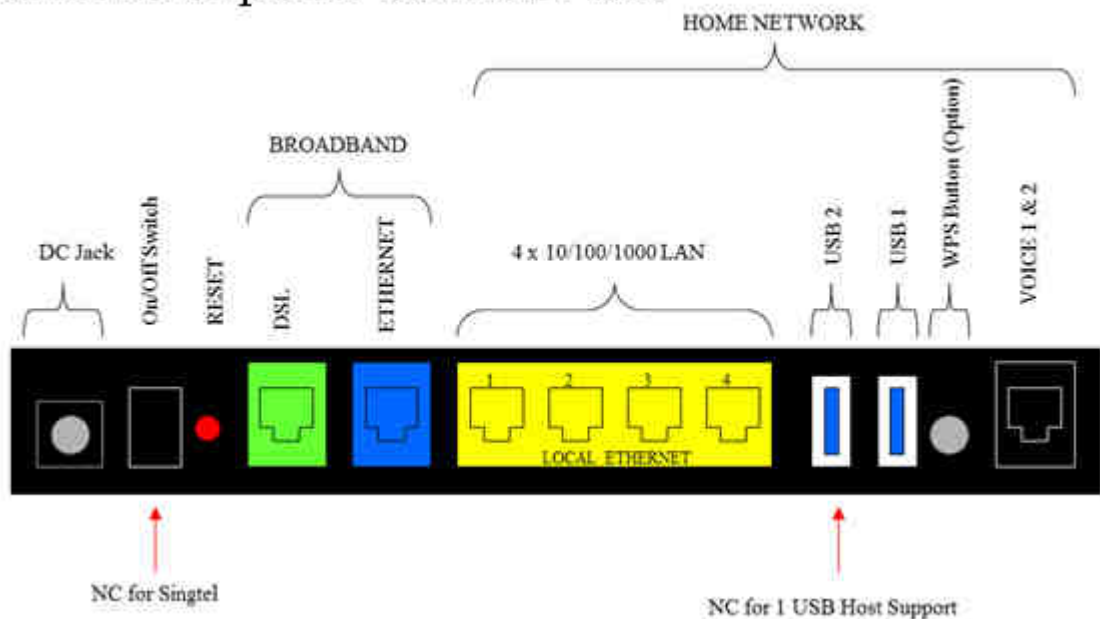 HOME NETWORK
BROADBAND
DC Jack
On/Off Switch
RESET
DSL
ETHERNET
4 x 10/100/1000 LAN
USB 2
USB 1
WPS Button (Option)
VOICE 1 & 2
1 2 3 4
LOCAL ETHERNET
NC for Singtel
NC for 1 USB Host Support